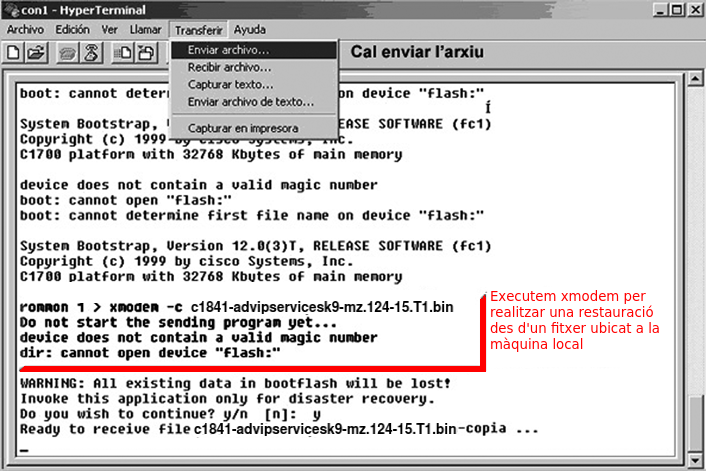 con1 - HyperTerminal
Archivo Edición Ver Llamar Transferir Ayuda
Enviar archivo...
Recibir archivo...
Capturar texto...
Enviar archivo de texto...
Capturar en impresora
Cal enviar l'arxiu
boot: cannot deter on device "flash:"
System Bootstrap, EASE SOFTWARE (fc1)
Copyright (c) 1999 by cisco Systems, Inc.
C1700 platform with 32768 Kbytes of main memory
device does not contain a valid magic number
boot: cannot open "flash:"
boot: cannot determine first file name on device "flash:"
System Bootstrap, Version 12.0(3)T, RELEASE SOFTWARE (fc1)
Copyright (c) 1999 by cisco Systems, Inc.
C1700 platform with 32768 Kbytes of main memory
rommon 1 > xmodem -c c1841-advipservicesk9-mz.124-15.T1.bin
Do not start the sending program yet...
device does not contain a valid magic number
dir: cannot open device "flash:"
Executem xmodem per
realitzar una restauració
des d'un fitxer ubicat a la
màquina local
WARNING: All existing data in bootflash will be lost!
Invoke this application only for disaster recovery.
Do you wish to continue? y/n [n]: y
Ready to receive file c1841-advipservicesk9-mz.124-15.T1.bin-copia ...